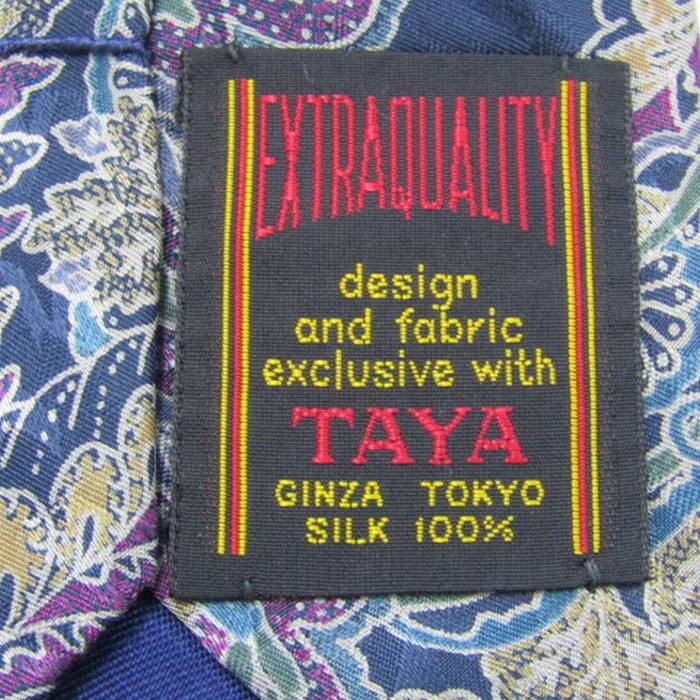 EXTRAQUALITY
design
and fabric
exclusive with
TAYA
GINZA TOKYO
SILK 100%